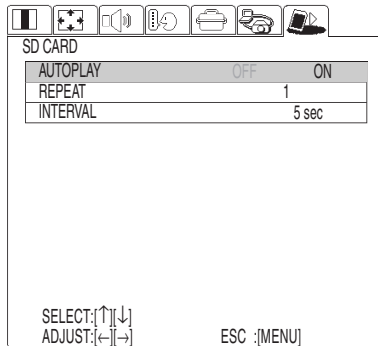 SD CARD
AUTOPLAY OFF ON
REPEAT 1
INTERVAL 5 sec
SELECT:[↑][↓]
ADJUST:[←][→] ESC :[MENU]